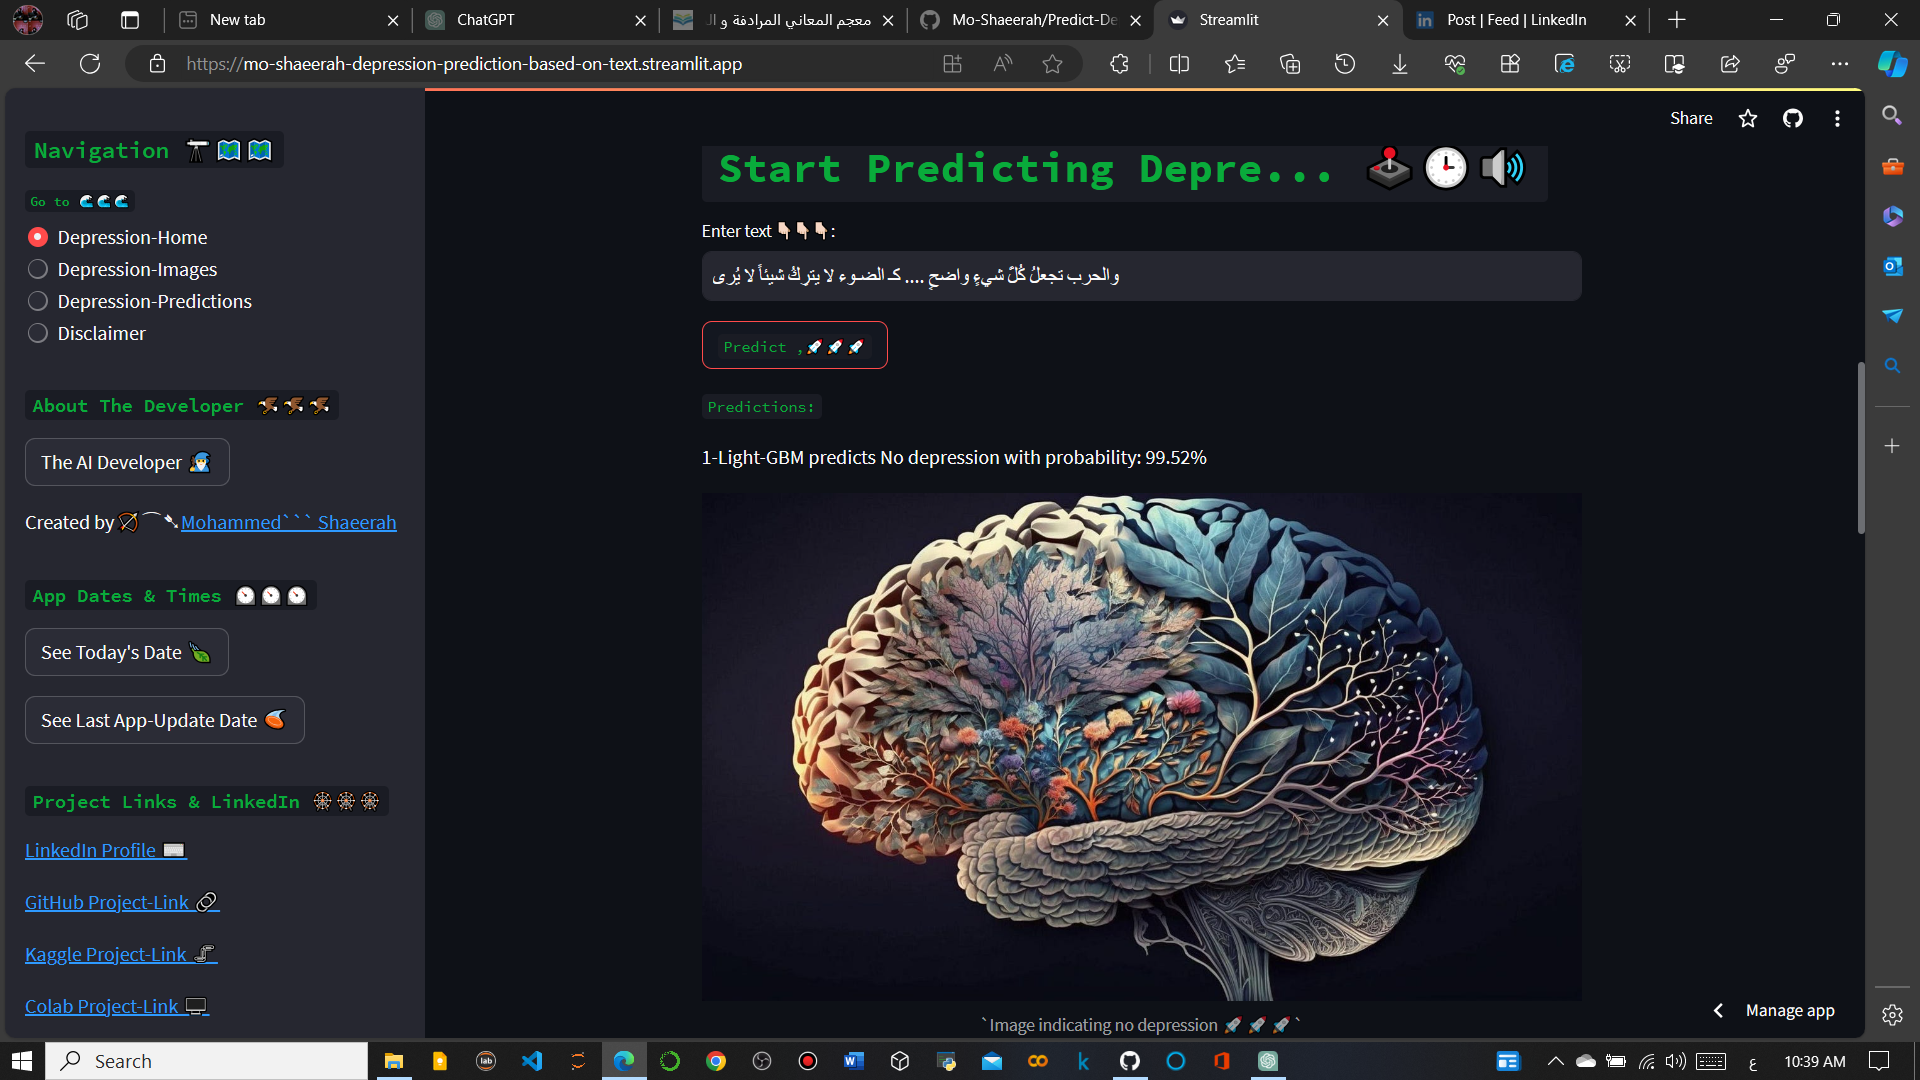 New tab
ChatGPT
معجم المعاني المرادفة و ال
Mo-Shaeerah/Predict-De
Streamlit
Post | Feed | LinkedIn
https://mo-shaeerah-depression-prediction-based-on-text.streamlit.app
Share
Navigation
Go to
Depression-Home
Depression-Images
Depression-Predictions
Disclaimer
About The Developer
The AI Developer
Created by Mohammed``` Shaeerah
App Dates & Times
See Today's Date
See Last App-Update Date
Project Links & LinkedIn
LinkedIn Profile
GitHub Project-Link
Kaggle Project-Link
Colab Project-Link
Start Predicting Depre...
Enter text 👇🏻👇🏻👇🏻:
والحرب تجعلُ كُلّ شيءٍ واضحٍ .... كـ الضوء لا يترِكُ شيئاً لا يُرى
Predict ,🚀🚀🚀
Predictions:
1-Light-GBM predicts No depression with probability: 99.52%
`Image indicating no depression 🚀🚀🚀`
Manage app
Search
ع
10:39 AM